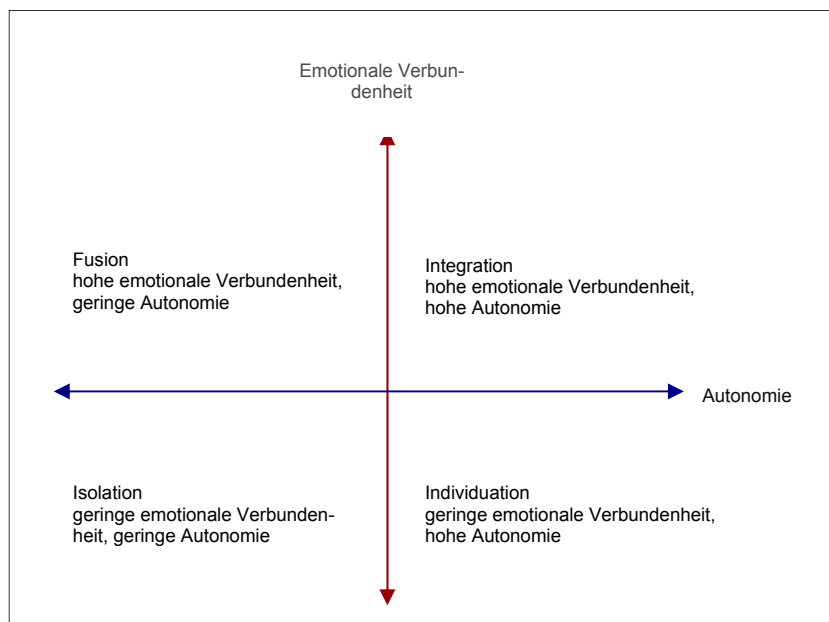 Emotionale Verbun-
denheit
Fusion
hohe emotionale Verbundenheit,
geringe Autonomie
Integration
hohe emotionale Verbundenheit,
hohe Autonomie
Autonomie
Isolation
geringe emotionale Verbunden-
heit, geringe Autonomie
Individuation
geringe emotionale Verbundenheit,
hohe Autonomie